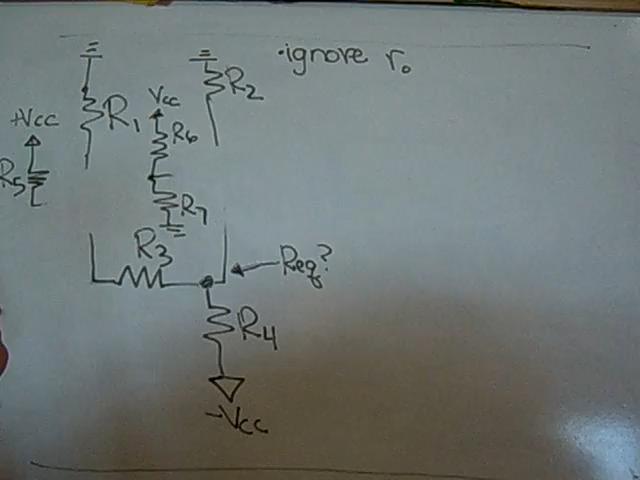 ·ignore r₀
R₁
R₂
Vcc
R₆
+Vcc
R₅
R₇
R₃
Req?
R₄
-Vcc